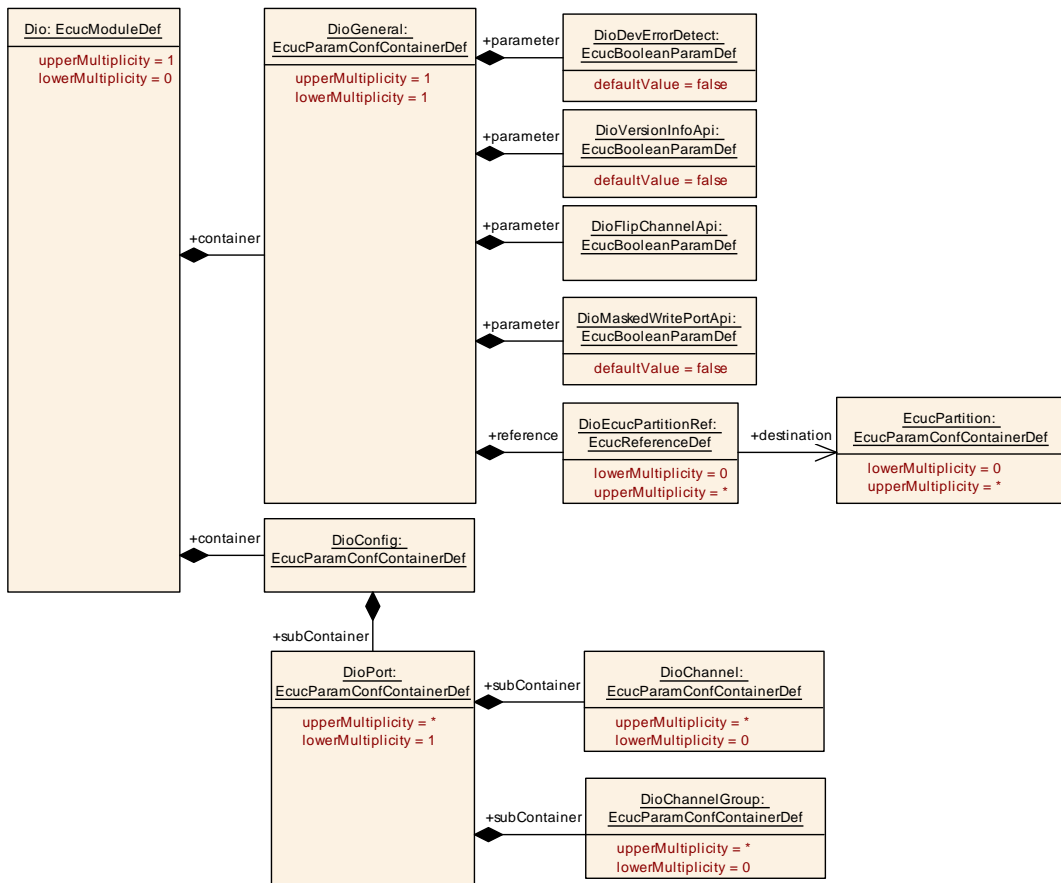 Dio: EcucModuleDef
upperMultiplicity = 1
lowerMultiplicity = 0
+container
DioGeneral:
EcucParamConfContainerDef
upperMultiplicity = 1
lowerMultiplicity = 1
+parameter
DioDevErrorDetect:
EcucBooleanParamDef
defaultValue = false
+parameter
DioVersionInfoApi:
EcucBooleanParamDef
defaultValue = false
+parameter
DioFlipChannelApi:
EcucBooleanParamDef
+parameter
DioMaskedWritePortApi:
EcucBooleanParamDef
defaultValue = false
+reference
DioEcucPartitionRef:
EcucReferenceDef
lowerMultiplicity = 0
upperMultiplicity = *
+destination
EcucPartition:
EcucParamConfContainerDef
lowerMultiplicity = 0
upperMultiplicity = *
+container
DioConfig:
EcucParamConfContainerDef
+subContainer
DioPort:
EcucParamConfContainerDef
upperMultiplicity = *
lowerMultiplicity = 1
+subContainer
DioChannel:
EcucParamConfContainerDef
upperMultiplicity = *
lowerMultiplicity = 0
+subContainer
DioChannelGroup:
EcucParamConfContainerDef
upperMultiplicity = *
lowerMultiplicity = 0